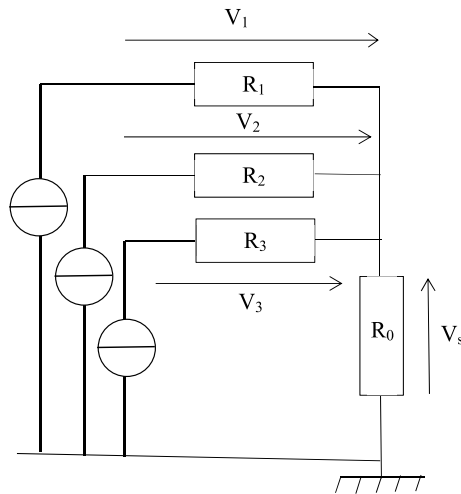 V₁
R₁
V₂
R₂
R₃
V₃
R₀
Vₛ